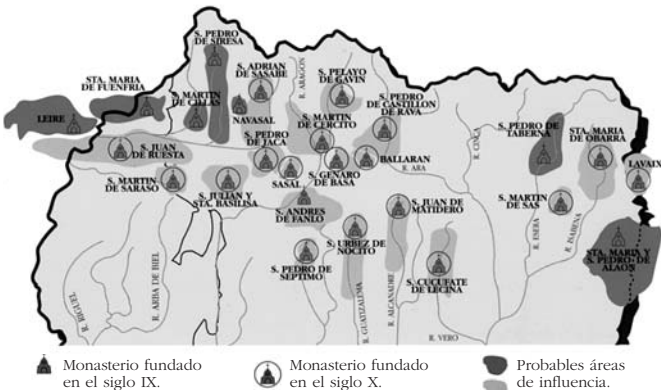 S. PEDRO
DE SIRESA
S. ADRIAN
DE SASABE
R. ARAGON
S. PELAYO DE
GAVIN
STA. MARIA
DE FUENFRIA
S. MARTIN
DE CILLAS
NAVASAL
S. PEDRO
DE CASTILLON
DE RAVA
S. MARTIN
DE CERCITO
LEIRE
S. JUAN
DE RUESTA
S. PEDRO
DE JACA
BALLARAN
R. ARA
R. CINCA
S. PEDRO DE
TABERNA
STA. MARIA
DE OBARRA
LAVAIX
S. MARTIN
DE SARASO
S. JULIAN Y
STA. BASILISA
SASAL
S. GENARO
DE BASA
S. ANDRES
DE FANLO
S. JUAN DE
MATIDERO
S. MARTIN
DE SAS
R. ESERA
R. ISABENA
S. URBEZ DE
NOCITO
S. PEDRO DE
SEPTIMO
S. CUCUFATE
DE LECINA
STA. MARIA Y
S. PEDRO DE
ALAON
R. RIGUEL
R. ARBA DE BIEL
R. GUATIZALEMA
R. ALCANADRE
R. VERO
Monasterio fundado
en el siglo IX.
Monasterio fundado
en el siglo X.
Probables áreas
de influencia.